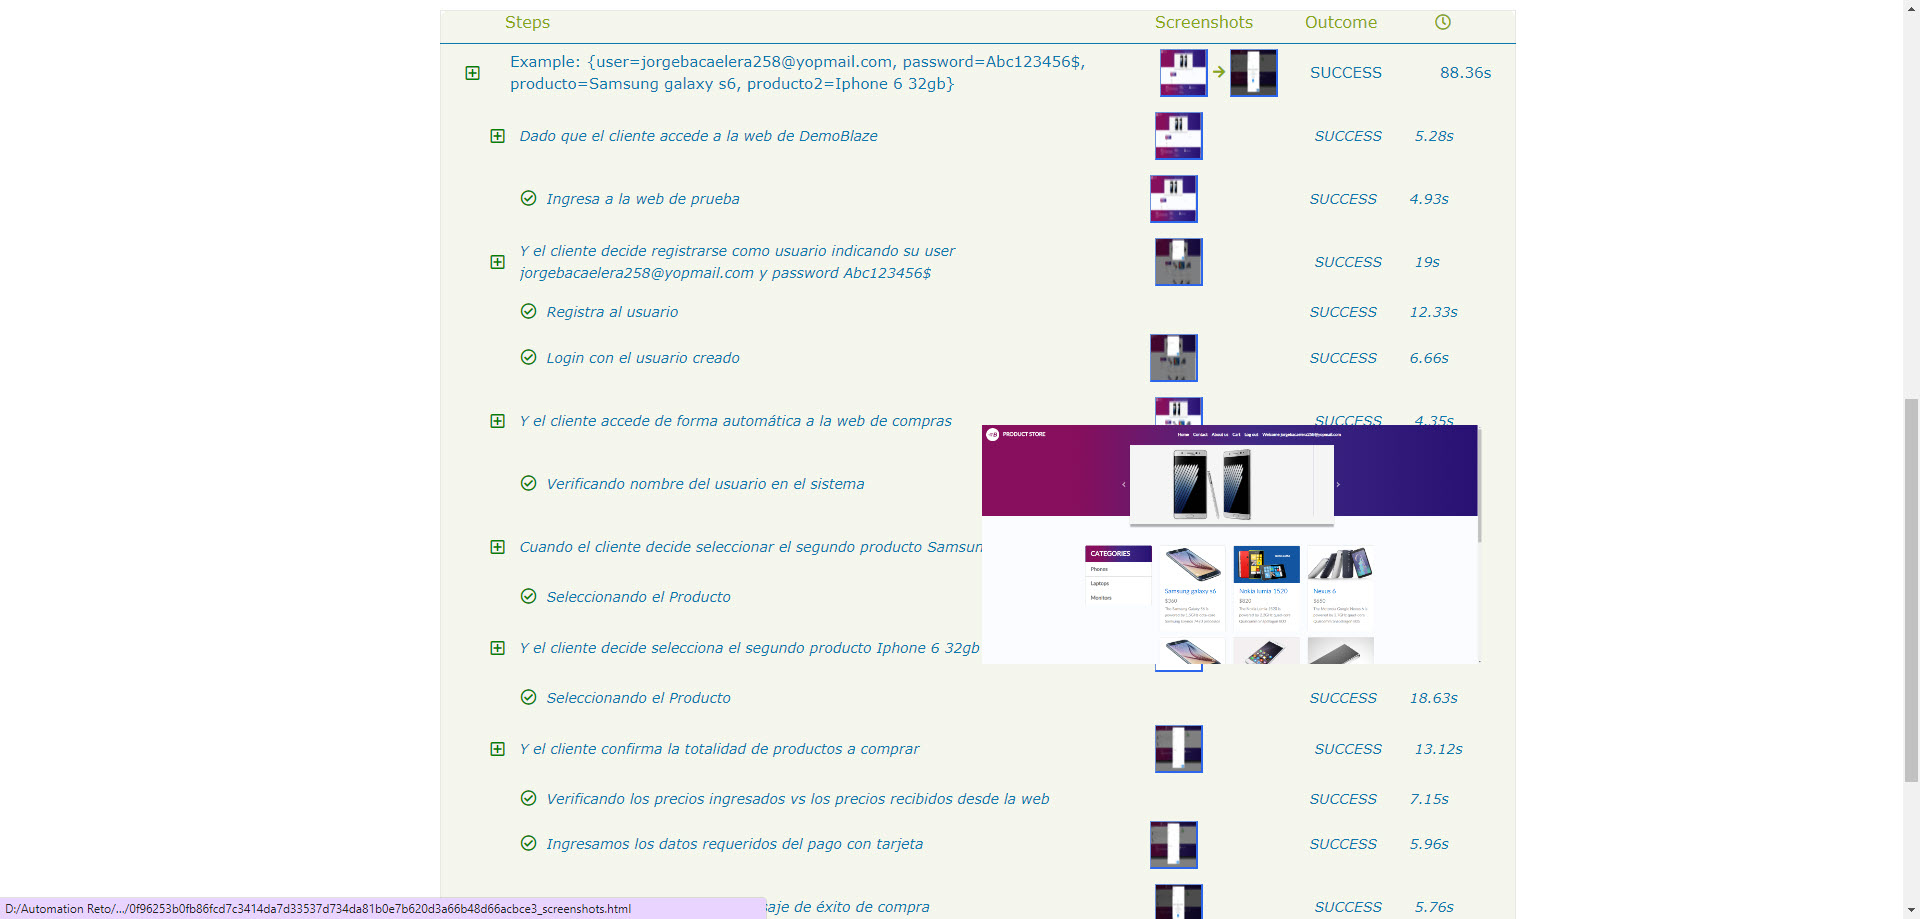 Steps Screenshots Outcome
Example: {user=jorgebacaelera258@yopmail.com, password=Abc123456$,
producto=Samsung galaxy s6, producto2=Iphone 6 32gb}
SUCCESS 88.36s
Dado que el cliente accede a la web de DemoBlaze SUCCESS 5.28s
Ingresa a la web de prueba SUCCESS 4.93s
Y el cliente decide registrarse como usuario indicando su user
jorgebacaelera258@yopmail.com y password Abc123456$
SUCCESS 19s
Registra al usuario SUCCESS 12.33s
Login con el usuario creado SUCCESS 6.66s
Y el cliente accede de forma automática a la web de compras SUCCESS 4.35s
PRODUCT STORE Home Contact About us Cart Log out Welcome
Verificando nombre del usuario en el sistema
Cuando el cliente decide seleccionar el segundo producto Samsun
CATEGORIES
Phones
Laptops
Monitors
Samsung galaxy s6 Nokia lumia 1520 Nexus 6
$360 $820 $650
Seleccionando el Producto
Y el cliente decide selecciona el segundo producto Iphone 6 32gb
Seleccionando el Producto SUCCESS 18.63s
Y el cliente confirma la totalidad de productos a comprar SUCCESS 13.12s
Verificando los precios ingresados vs los precios recibidos desde la web SUCCESS 7.15s
Ingresamos los datos requeridos del pago con tarjeta SUCCESS 5.96s
saje de éxito de compra SUCCESS 5.76s
D:/Automation Reto/.../0f96253b0fb86fcd7c3414da7d33537d734da81b0e7b620d3a66b48d66acbce3_screenshots.html